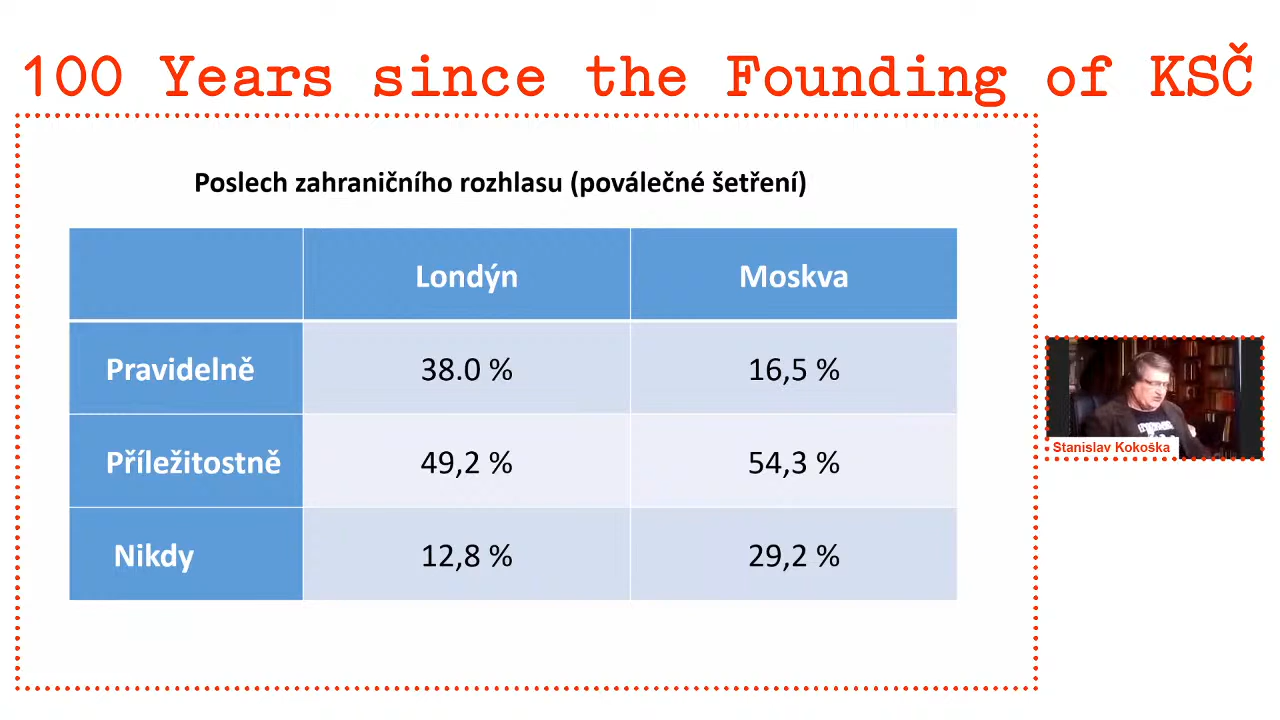 100 Years since the Founding of KSČ
Poslech zahraničního rozhlasu (poválečné šetření)
Londýn Moskva
Pravidelně 38.0 % 16,5 %
Příležitostně 49,2 % 54,3 %
Nikdy 12,8 % 29,2 %
Stanislav Kokoška